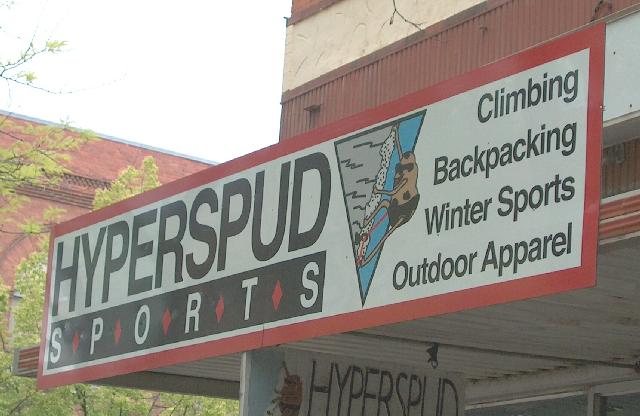 HYPERSPUD
SPORTS
Climbing
Backpacking
Winter Sports
Outdoor Apparel
HYPERSPUD